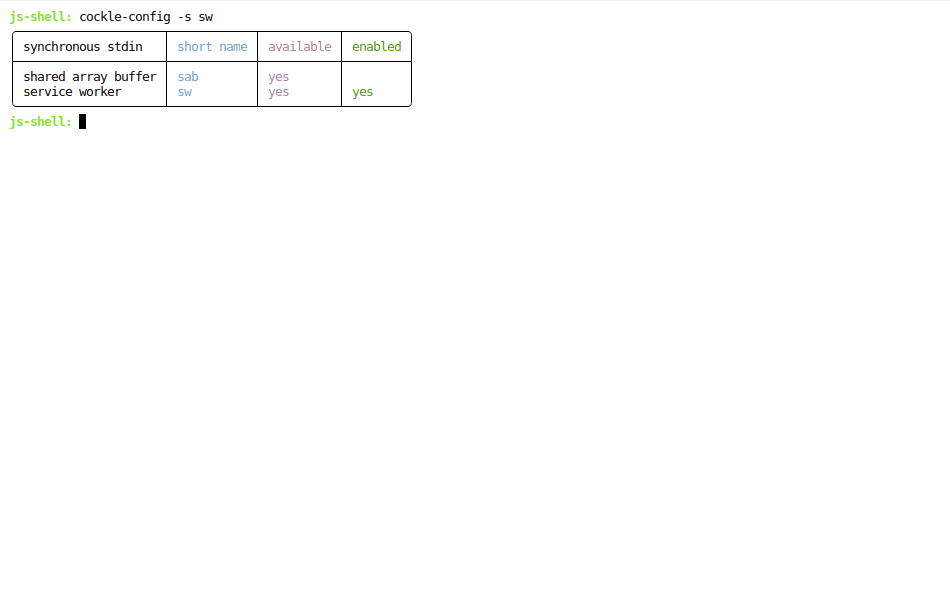 js-shell: cockle-config -s sw
synchronous stdin short name available enabled
shared array buffer sab yes
service worker sw yes yes
js-shell: